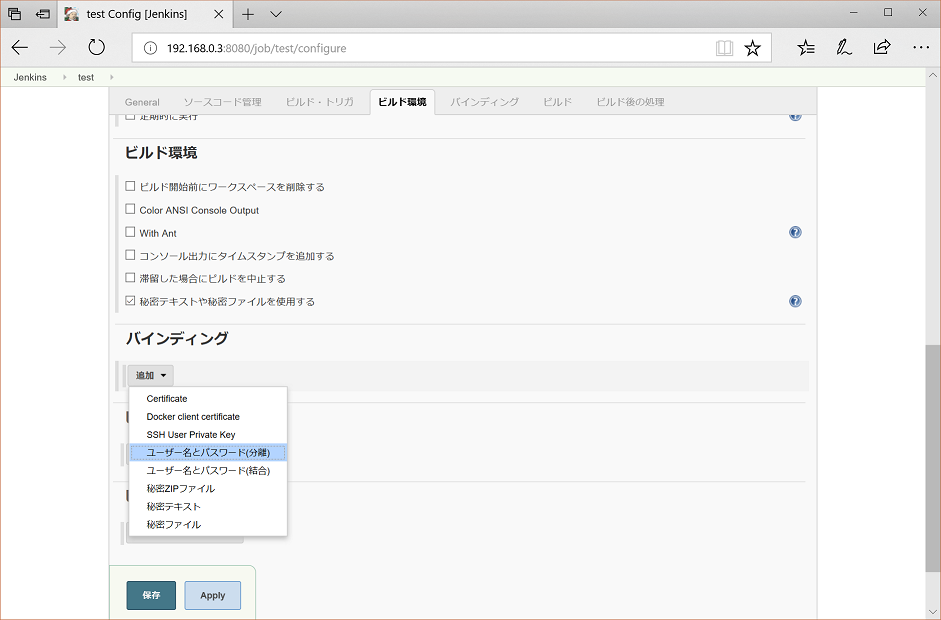 test Config [Jenkins]
192.168.0.3:8080/job/test/configure
Jenkins test
General ソースコード管理 ビルド・トリガ ビルド環境 バインディング ビルド ビルド後の処理
定期的に実行
ビルド環境
ビルド開始前にワークスペースを削除する
Color ANSI Console Output
With Ant
コンソール出力にタイムスタンプを追加する
滞留した場合にビルドを中止する
秘密テキストや秘密ファイルを使用する
バインディング
追加
Certificate
Docker client certificate
SSH User Private Key
ユーザー名とパスワード(分離)
ユーザー名とパスワード(結合)
秘密ZIPファイル
秘密テキスト
秘密ファイル
保存 Apply